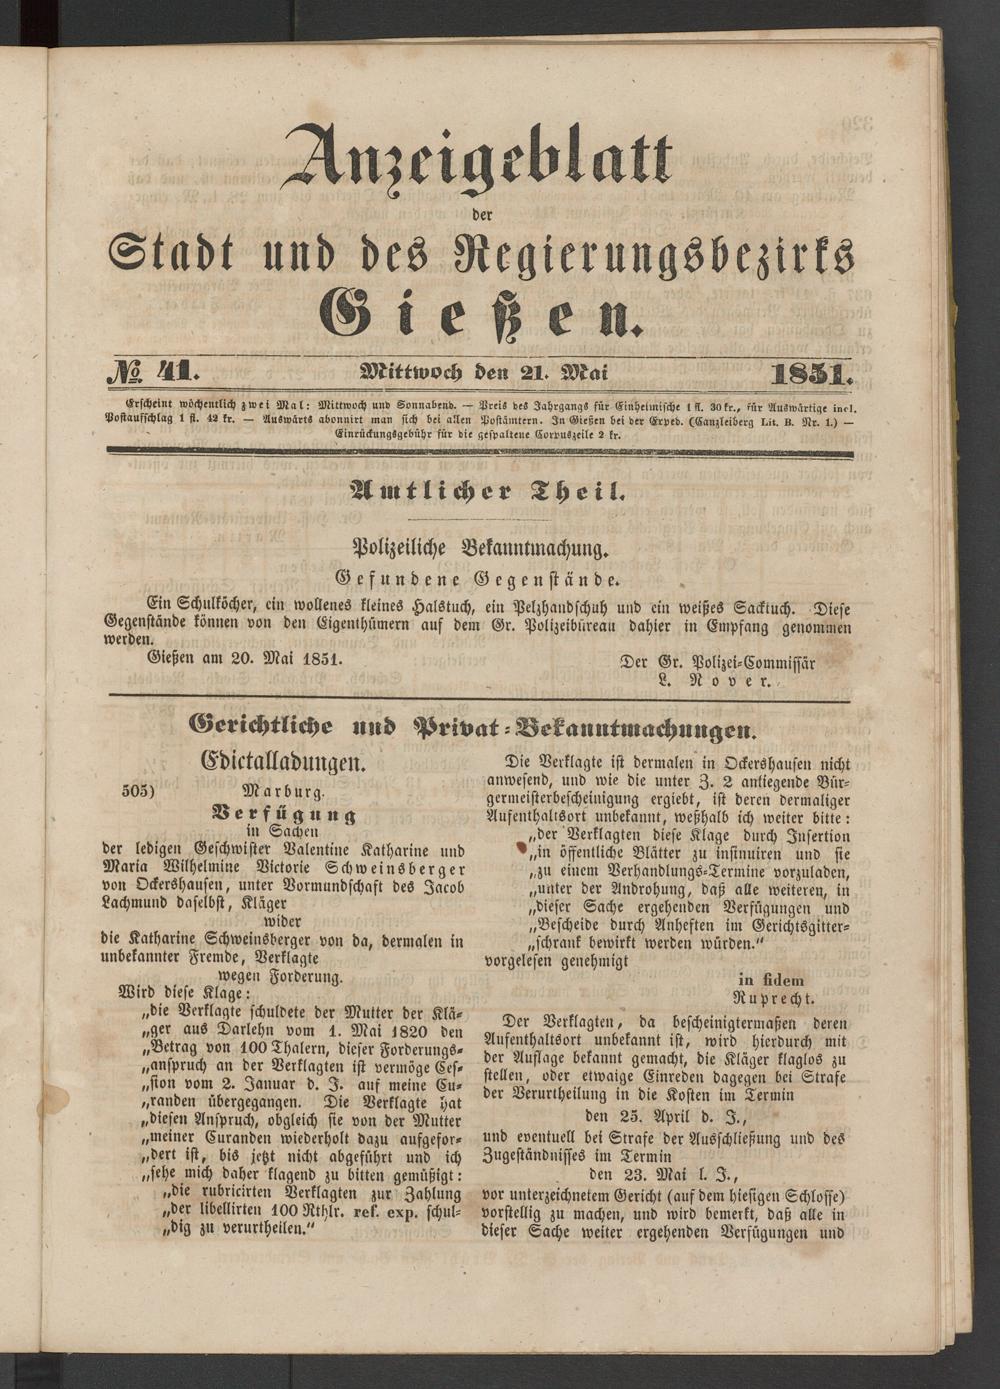 Anzeigeblatt
der
Stadt und des Regierungsbezirks
Gießen.
No. 41. Mittwoch den 21. Mai 1851.
Erscheint wöchentlich zwei Mal: Mittwoch und Sonnabend. — Preis des Jahrgangs für Einheimische 1 fl. 30 kr., für Auswärtige incl.
Postaufschlag 1 fl. 42 kr. — Auswärts abonnirt man sich bei allen Postämtern. In Gießen bei der Exped. (Canzleiberg Lit. B. Nr. 1.) —
Einrückungsgebühr für die gespaltene Corpuszeile 2 kr.
Amtlicher Theil.
Polizeiliche Bekanntmachung.
Gefundene Gegenstände.
Ein Schulköcher, ein wollenes kleines Halstuch, ein Pelzhandschuh und ein weißes Sacktuch. Diese
Gegenstände können von den Eigenthümern auf dem Gr. Polizeibüreau dahier in Empfang genommen
werden.
Gießen am 20. Mai 1851. Der Gr. Polizei-Commissär
L. Nover.
Gerichtliche und Privat-Bekanntmachungen.
Edictalladungen.
505) Marburg.
Verfügung
in Sachen
der ledigen Geschwister Valentine Katharine und
Maria Wilhelmine Victorie Schweinsberger
von Ockershausen, unter Vormundschaft des Jacob
Lachmund daselbst, Kläger
wider
die Katharine Schweinsberger von da, dermalen in
unbekannter Fremde, Verklagte
wegen Forderung.
Wird diese Klage:
„die Verklagte schuldete der Mutter der Klä-
„ger aus Darlehn vom 1. Mai 1820 den
„Betrag von 100 Thalern, dieser Forderungs-
„anspruch an der Verklagten ist vermöge Ces-
„sion vom 2. Januar d. J. auf meine Cu-
„randen übergegangen. Die Verklagte hat
„diesen Anspruch, obgleich sie von der Mutter
„meiner Curanden wiederholt dazu aufgefor-
„dert ist, bis jetzt nicht abgeführt und ich
„sehe mich daher klagend zu bitten gemüßigt:
„die rubricirten Verklagten zur Zahlung
„der libellirten 100 Rthlr. ref. exp. schul-
„dig zu verurtheilen.“
Die Verklagte ist dermalen in Ockershausen nicht
anwesend, und wie die unter Z. 2 anliegende Bür-
germeisterbescheinigung ergiebt, ist deren dermaliger
Aufenthaltsort unbekannt, weßhalb ich weiter bitte:
„der Verklagten diese Klage durch Insertion
„in öffentliche Blätter zu insinuiren und sie
„zu einem Verhandlungs-Termine vorzuladen,
„unter der Androhung, daß alle weiteren, in
„dieser Sache ergehenden Verfügungen und
„Bescheide durch Anheften im Gerichtsgitter-
„schrank bewirkt werden würden.“
vorgelesen genehmigt
in fidem
Ruprecht.
Der Verklagten, da bescheinigtermaßen deren
Aufenthaltsort unbekannt ist, wird hierdurch mit
der Auflage bekannt gemacht, die Kläger klaglos zu
stellen, oder etwaige Einreden dagegen bei Strafe
der Verurtheilung in die Kosten im Termin
den 25. April d. J.,
und eventuell bei Strafe der Ausschließung und des
Zugeständnisses im Termin
den 23. Mai l. J.,
vor unterzeichnetem Gericht (auf dem hiesigen Schlosse)
vorstellig zu machen, und wird bemerkt, daß alle in
dieser Sache weiter ergehenden Verfügungen und